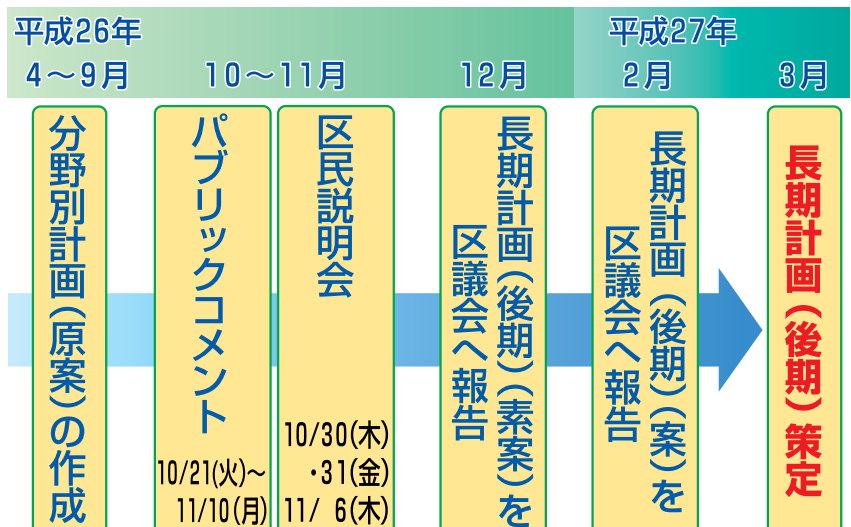 平成26年
平成27年
4～9月
10～11月
12月
2月
3月
分野別計画（原案）の作成
パブリックコメント
10/21(火)～
11/10(月)
区民説明会
10/30(木)
・31(金)
11/ 6(木)
長期計画（後期）（素案）を
区議会へ報告
長期計画（後期）（案）を
区議会へ報告
長期計画（後期）策定